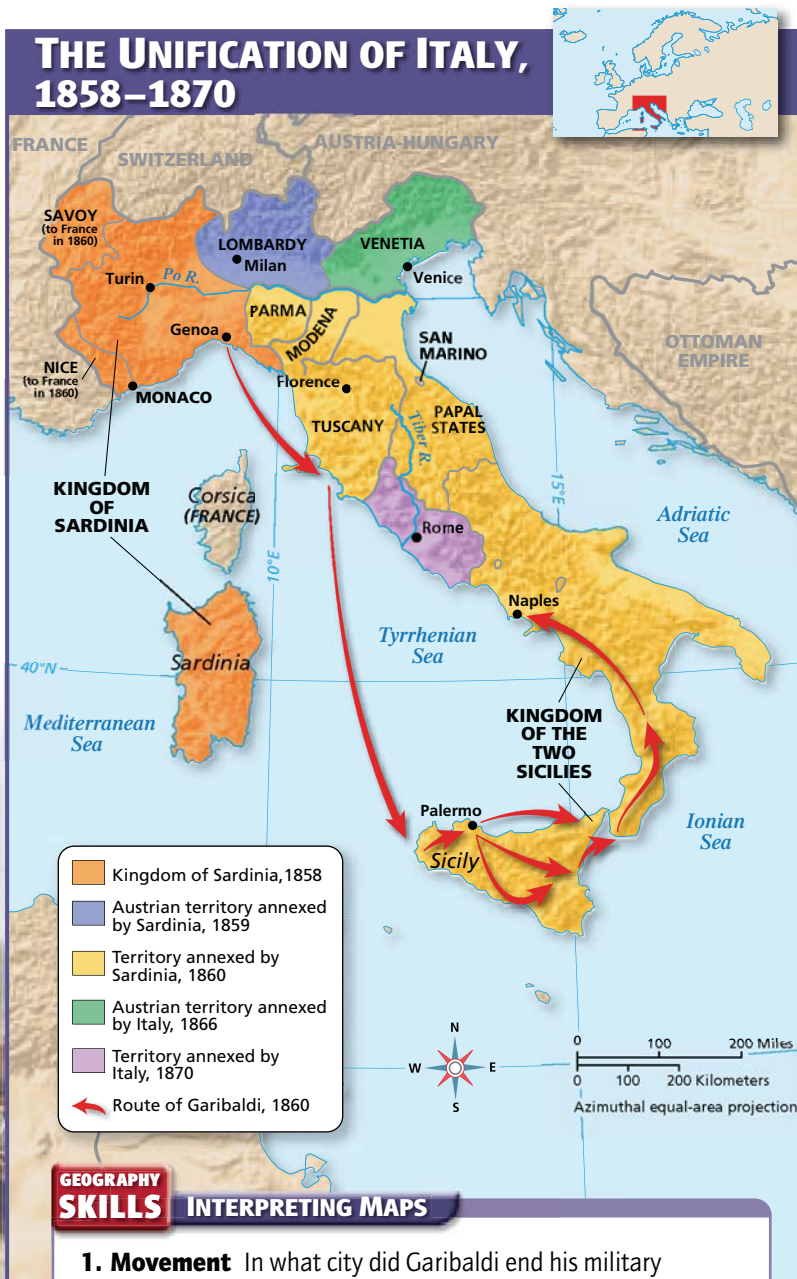 THE UNIFICATION OF ITALY,
1858–1870
FRANCE
SWITZERLAND
AUSTRIA-HUNGARY
SAVOY
(to France
in 1860)
LOMBARDY
Milan
VENETIA
Venice
Turin
Po R.
PARMA
MODENA
Genoa
SAN
MARINO
OTTOMAN
EMPIRE
NICE
(to France
in 1860)
MONACO
Florence
TUSCANY
Tiber R.
PAPAL
STATES
KINGDOM
OF
SARDINIA
Corsica
(FRANCE)
Rome
15°E
Adriatic
Sea
10°E
Naples
Tyrrhenian
Sea
40°N
Sardinia
Mediterranean
Sea
KINGDOM
OF THE
TWO
SICILIES
Palermo
Sicily
Ionian
Sea
Kingdom of Sardinia,1858
Austrian territory annexed
by Sardinia, 1859
Territory annexed by
Sardinia, 1860
Austrian territory annexed
by Italy, 1866
Territory annexed by
Italy, 1870
Route of Garibaldi, 1860
N
W E
S
0 100 200 Miles
0 100 200 Kilometers
Azimuthal equal-area projection
GEOGRAPHY
SKILLS INTERPRETING MAPS
1. Movement In what city did Garibaldi end his military